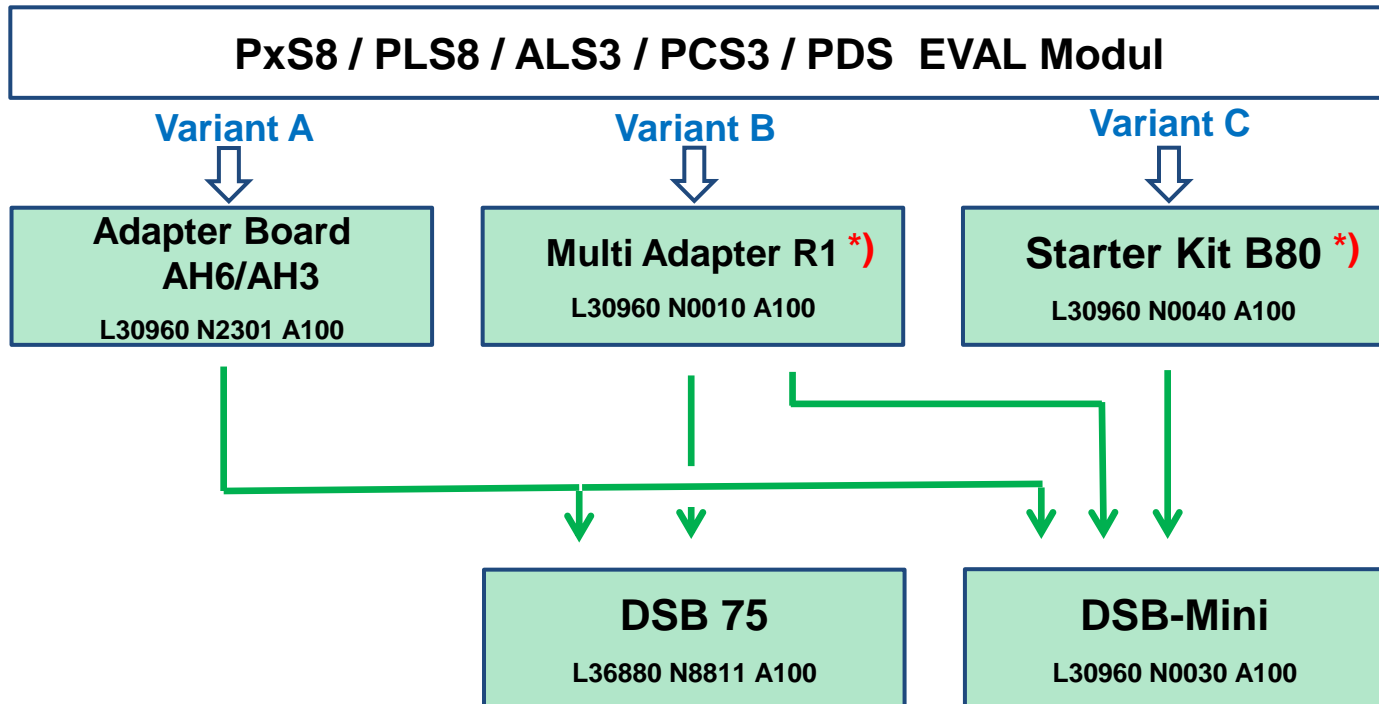 PxS8 / PLS8 / ALS3 / PCS3 / PDS EVAL Modul
Variant A
Variant B
Variant C
Adapter Board
AH6/AH3
L30960 N2301 A100
Multi Adapter R1 *)
L30960 N0010 A100
Starter Kit B80 *)
L30960 N0040 A100
DSB 75
L36880 N8811 A100
DSB-Mini
L30960 N0030 A100